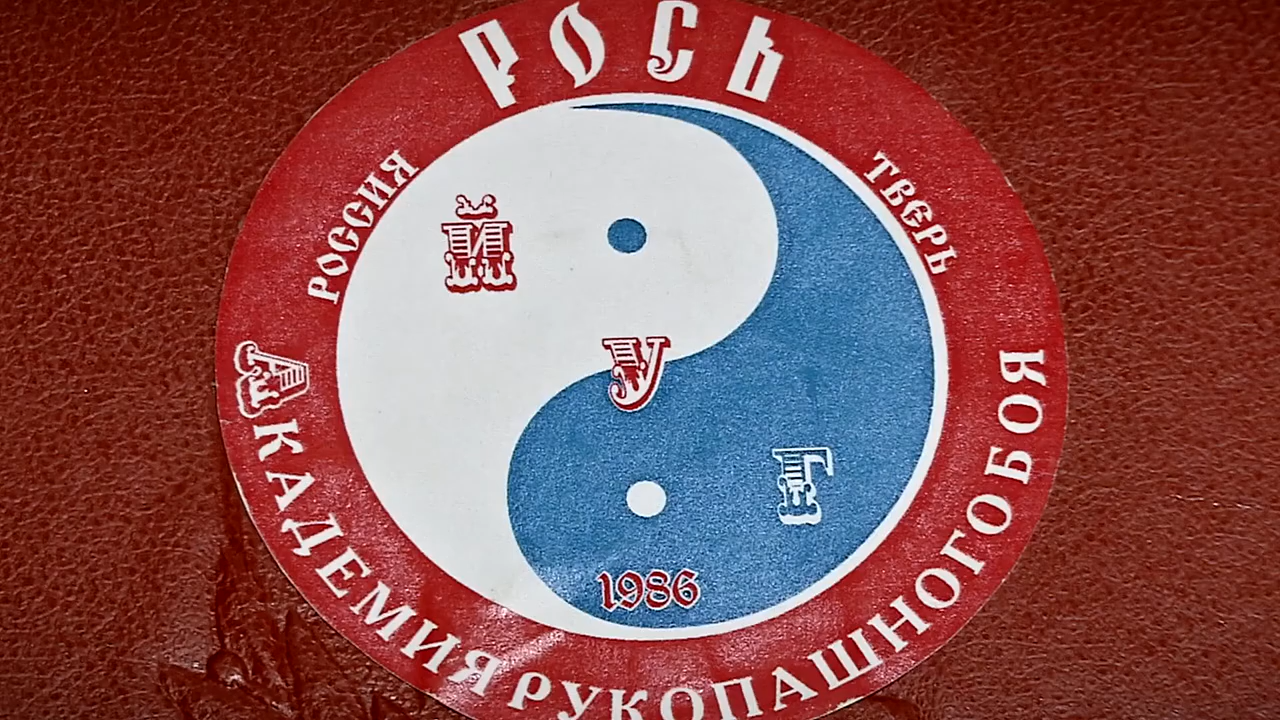 РОСЬ
РОССИЯ
ТВЕРЬ
Й
У
Г
1986
АКАДЕМИЯ РУКОПАШНОГО БОЯ